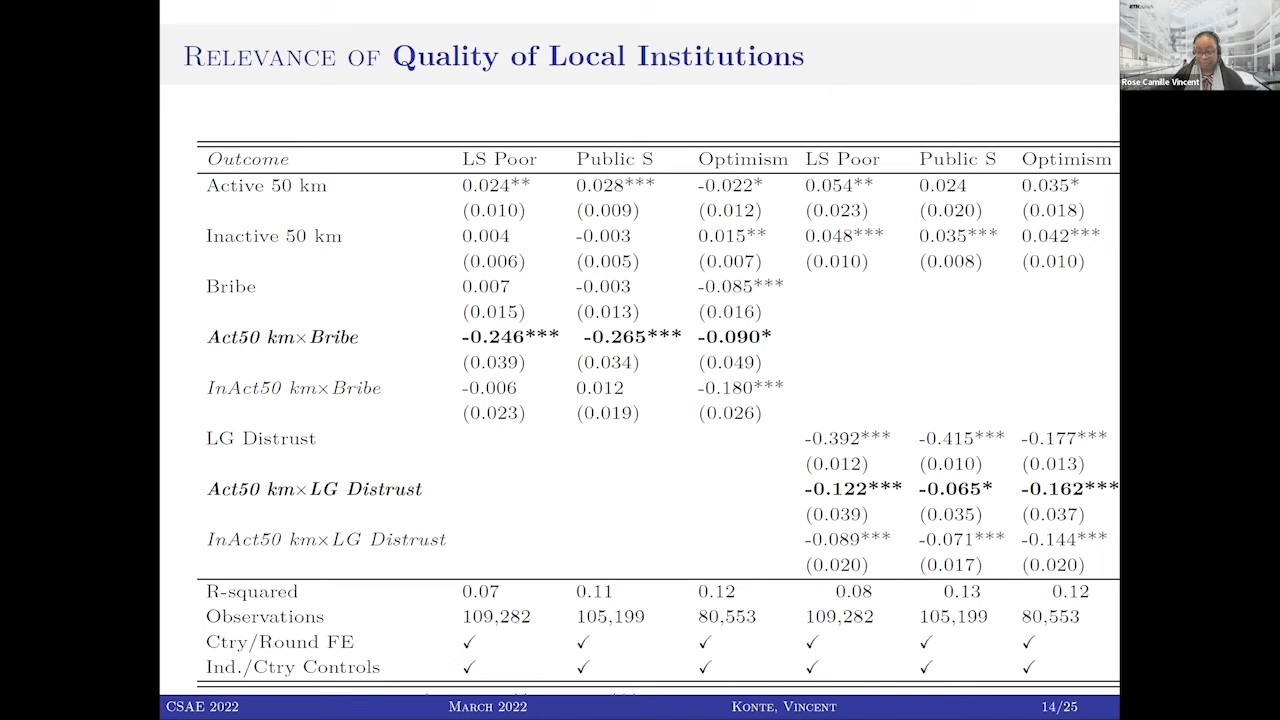 RELEVANCE OF Quality of Local Institutions
ETH zürich
Rose Camille Vincent
Outcome LS Poor Public S Optimism LS Poor Public S Optimism
Active 50 km 0.024** 0.028*** -0.022* 0.054** 0.024 0.035*
(0.010) (0.009) (0.012) (0.023) (0.020) (0.018)
Inactive 50 km 0.004 -0.003 0.015** 0.048*** 0.035*** 0.042***
(0.006) (0.005) (0.007) (0.010) (0.008) (0.010)
Bribe 0.007 -0.003 -0.085***
(0.015) (0.013) (0.016)
Act50 km×Bribe -0.246*** -0.265*** -0.090*
(0.039) (0.034) (0.049)
InAct50 km×Bribe -0.006 0.012 -0.180***
(0.023) (0.019) (0.026)
LG Distrust -0.392*** -0.415*** -0.177***
(0.012) (0.010) (0.013)
Act50 km×LG Distrust -0.122*** -0.065* -0.162***
(0.039) (0.035) (0.037)
InAct50 km×LG Distrust -0.089*** -0.071*** -0.144***
(0.020) (0.017) (0.020)
R-squared 0.07 0.11 0.12 0.08 0.13 0.12
Observations 109,282 105,199 80,553 109,282 105,199 80,553
Ctry/Round FE ✓ ✓ ✓ ✓ ✓ ✓
Ind./Ctry Controls ✓ ✓ ✓ ✓ ✓ ✓
CSAE 2022 MARCH 2022 KONTE, VINCENT 14/25